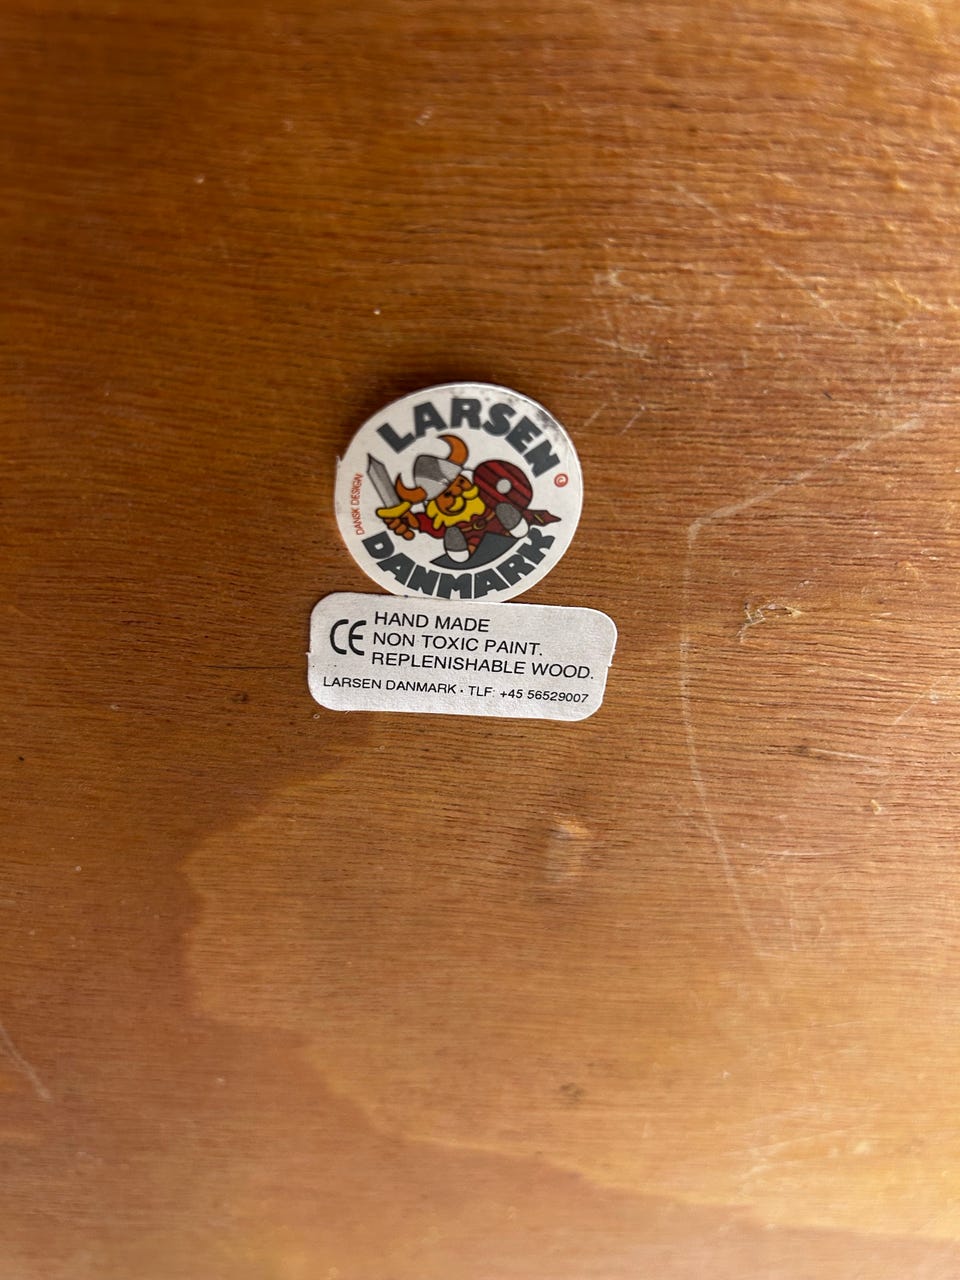 LARSEN
©
DANSK DESIGN
DANMARK
CE
HAND MADE
NON TOXIC PAINT.
REPLENISHABLE WOOD.
LARSEN DANMARK · TLF: +45 56529007